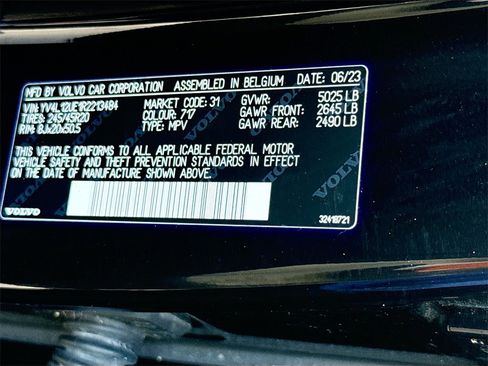 MFD BY VOLVO CAR CORPORATION ASSEMBLED IN BELGIUM DATE: 06/23
VIN: YV4L12UE1R2213484 MARKET CODE: 31 GVWR: 5025 LB
TIRES: 245/45R20 COLOUR: 717 GAWR FRONT: 2645 LB
RIM: 8Jx20x50.5 TYPE: MPV GAWR REAR: 2490 LB
THIS VEHICLE CONFORMS TO ALL APPLICABLE FEDERAL MOTOR
VEHICLE SAFETY AND THEFT PREVENTION STANDARDS IN EFFECT
ON THE DATE OF MANUFACTURE SHOWN ABOVE.
VOLVO 32418721